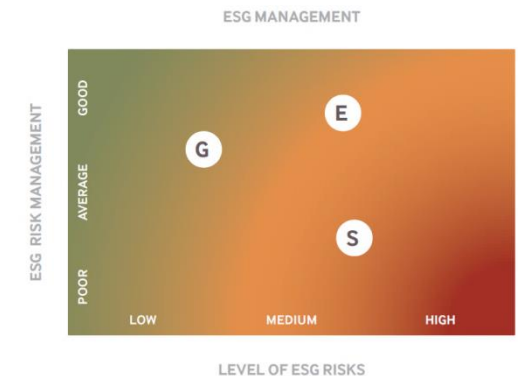 ESG MANAGEMENT
ESG RISK MANAGEMENT
GOOD
AVERAGE
POOR
E
G
S
LOW
MEDIUM
HIGH
LEVEL OF ESG RISKS